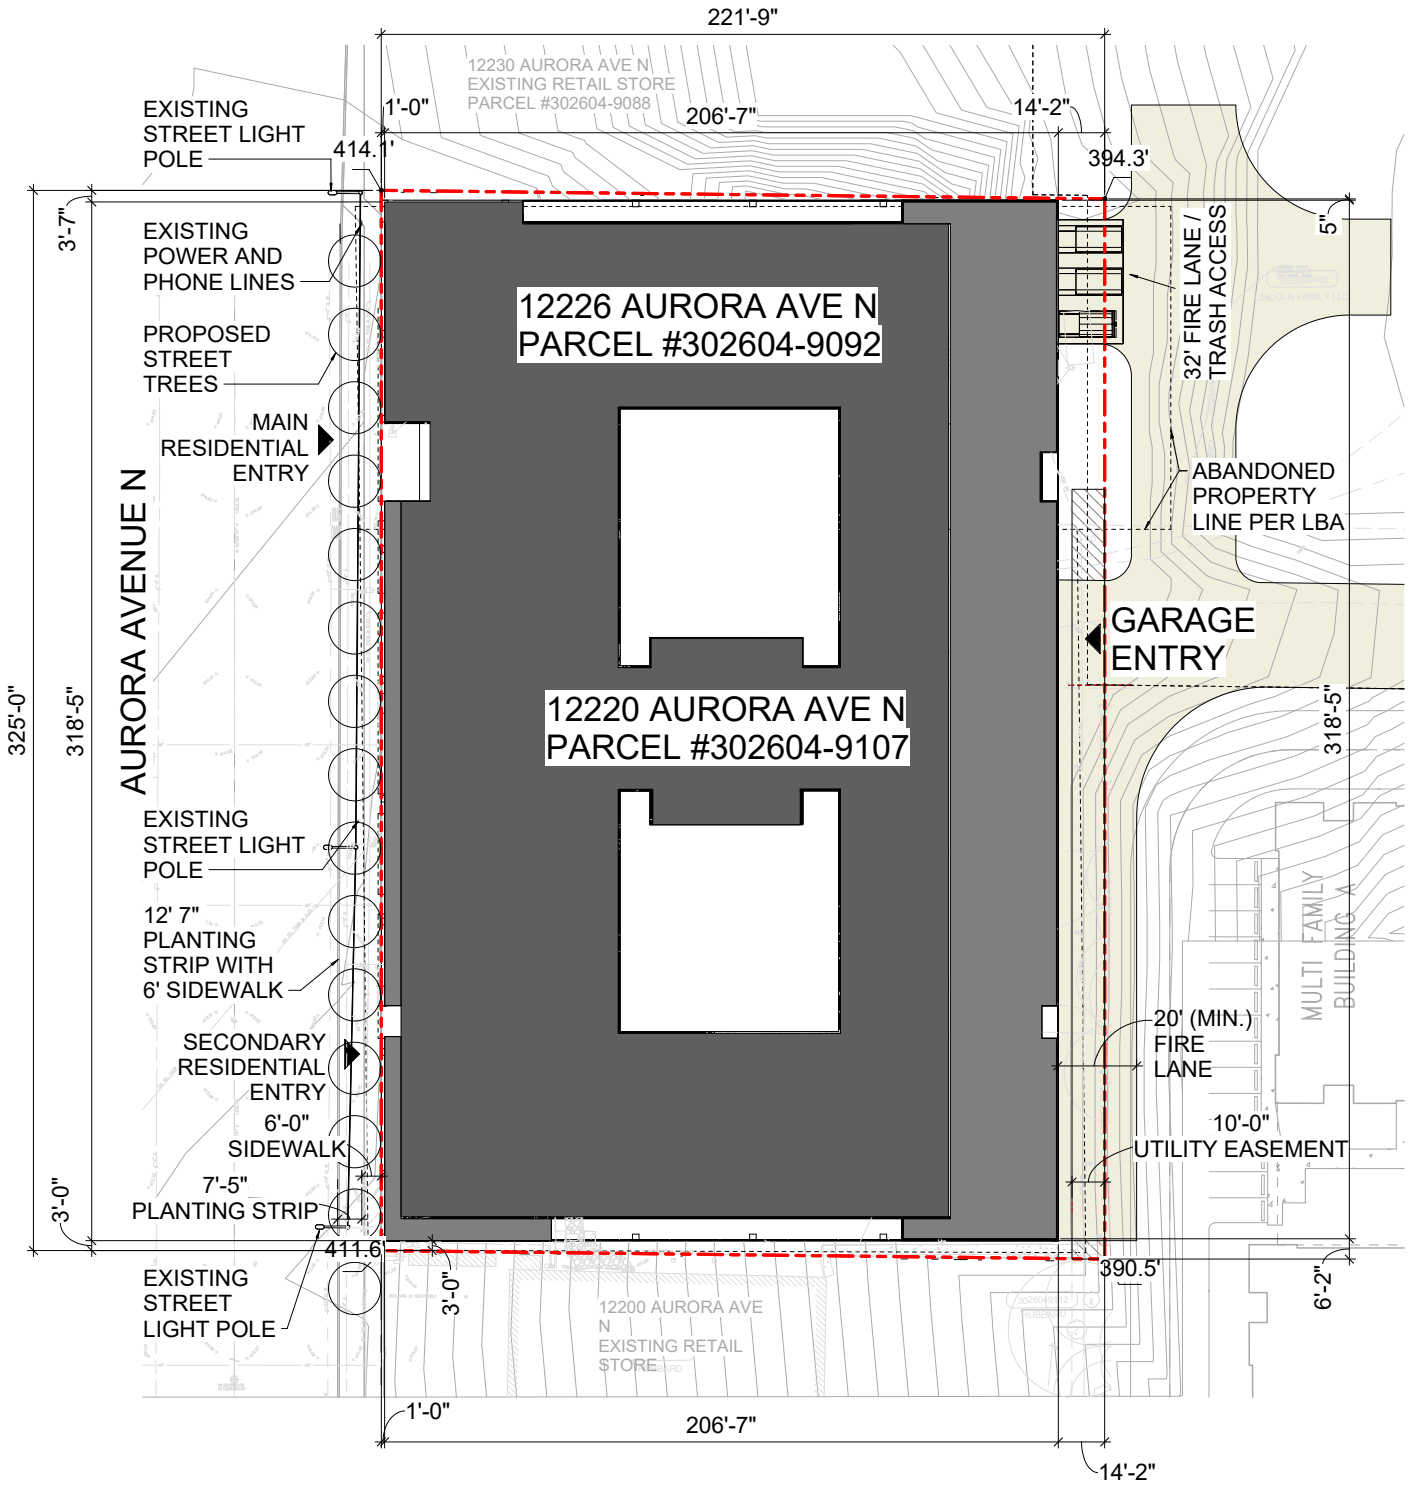 221'-9"
12230 AURORA AVE N
EXISTING RETAIL STORE
PARCEL #302604-9088
1'-0"
206'-7"
14'-2"
EXISTING
STREET LIGHT
POLE
414.1'
394.3'
3'-7"
5"
EXISTING
POWER AND
PHONE LINES
32' FIRE LANE /
TRASH ACCESS
LINCOLN FAMILY LLC
12226 AURORA AVE N
PARCEL #302604-9092
PROPOSED
STREET
TREES
MAIN
RESIDENTIAL
ENTRY
ABANDONED
PROPERTY
LINE PER LBA
AURORA AVENUE N
GARAGE
ENTRY
325'-0"
318'-5"
318'-5"
12220 AURORA AVE N
PARCEL #302604-9107
EXISTING
STREET LIGHT
POLE
MULTI FAMILY
BUILDING A
12' 7"
PLANTING
STRIP WITH
6' SIDEWALK
20' (MIN.)
FIRE
LANE
SECONDARY
RESIDENTIAL
ENTRY
6'-0"
SIDEWALK
10'-0"
UTILITY EASEMENT
7'-5"
PLANTING STRIP
3'-0"
411.6'
390.5'
3'-0"
6'-2"
EXISTING
STREET
LIGHT POLE
12200 AURORA AVE
N
EXISTING RETAIL
STORE
HUBBARD
1'-0"
206'-7"
14'-2"